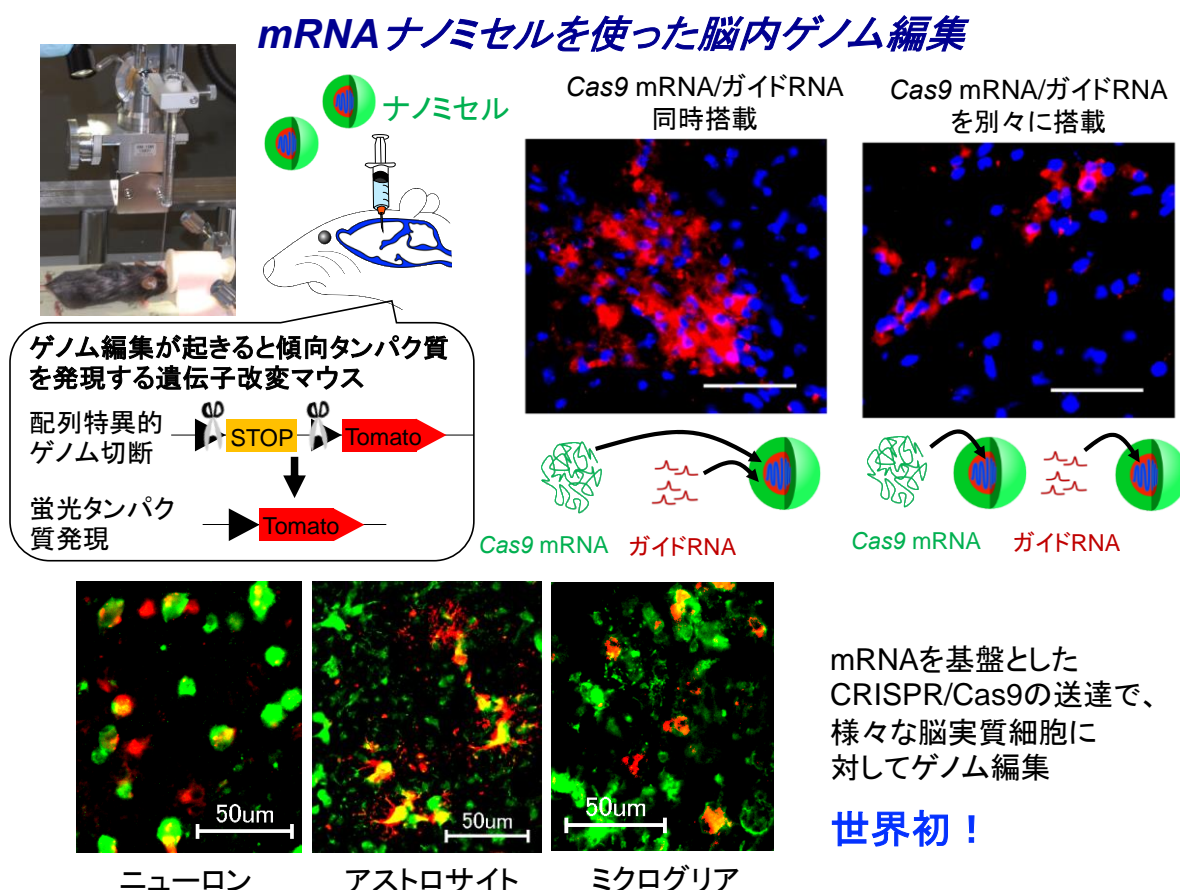 mRNAナノミセルを使った脳内ゲノム編集
ナノミセル
Cas9 mRNA/ガイドRNA
同時搭載
Cas9 mRNA/ガイドRNA
を別々に搭載
ゲノム編集が起きると傾向タンパク質
を発現する遺伝子改変マウス
配列特異的
ゲノム切断
STOP
Tomato
蛍光タンパク
質発現
Tomato
Cas9 mRNA
ガイドRNA
Cas9 mRNA
ガイドRNA
50um
50um
50um
ニューロン
アストロサイト
ミクログリア
mRNAを基盤とした
CRISPR/Cas9の送達で、
様々な脳実質細胞に
対してゲノム編集
世界初！